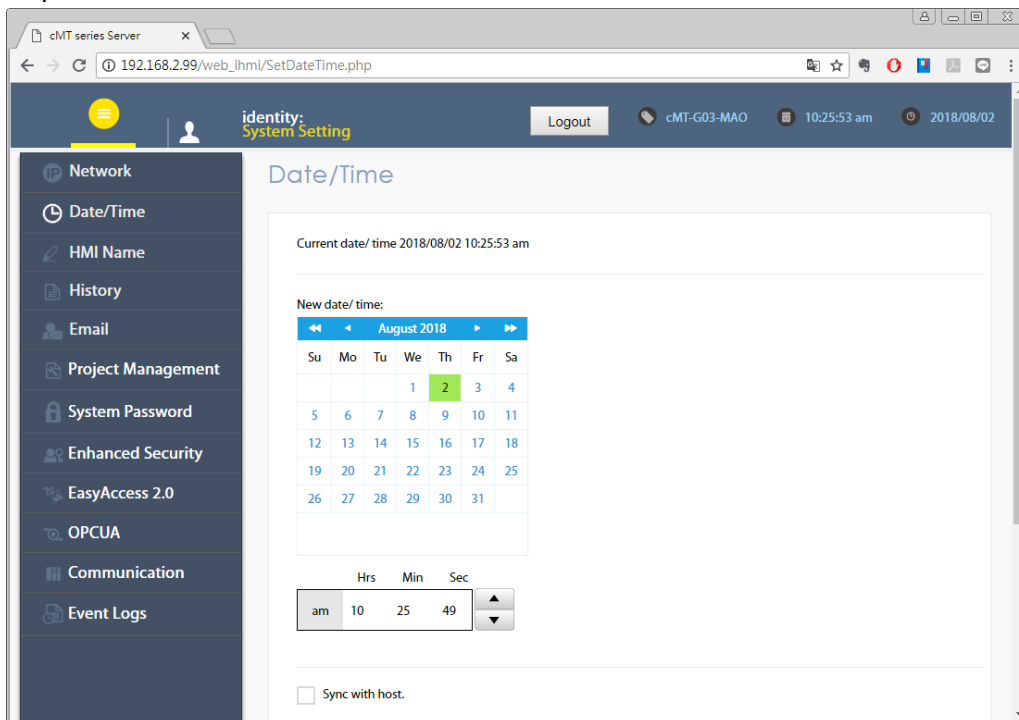 cMT series Server
192.168.2.99/web_ihmi/SetDateTime.php
identity:
System Setting
Logout
cMT-G03-MAO
10:25:53 am
2018/08/02
Network
Date/Time
HMI Name
History
Email
Project Management
System Password
Enhanced Security
EasyAccess 2.0
OPCUA
Communication
Event Logs
Date/Time
Current date/ time 2018/08/02 10:25:53 am
New date/ time:
August 2018
Su Mo Tu We Th Fr Sa
1 2 3 4
5 6 7 8 9 10 11
12 13 14 15 16 17 18
19 20 21 22 23 24 25
26 27 28 29 30 31
Hrs Min Sec
am 10 25 49
Sync with host.